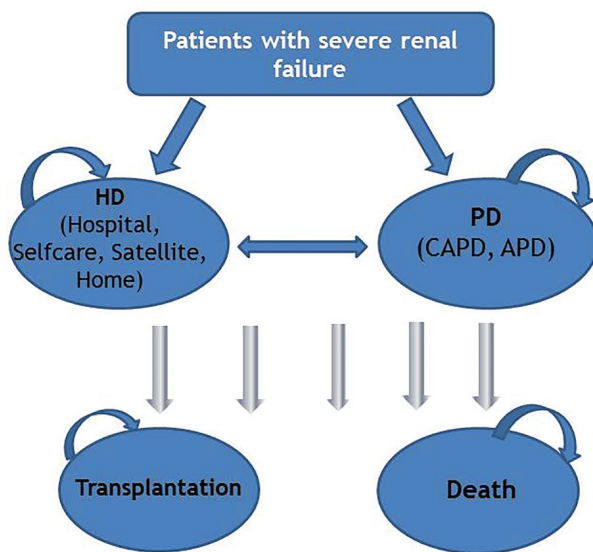 Patients with severe renal
failure
HD
(Hospital,
Selfcare, Satellite,
Home)
PD
(CAPD, APD)
Transplantation
Death